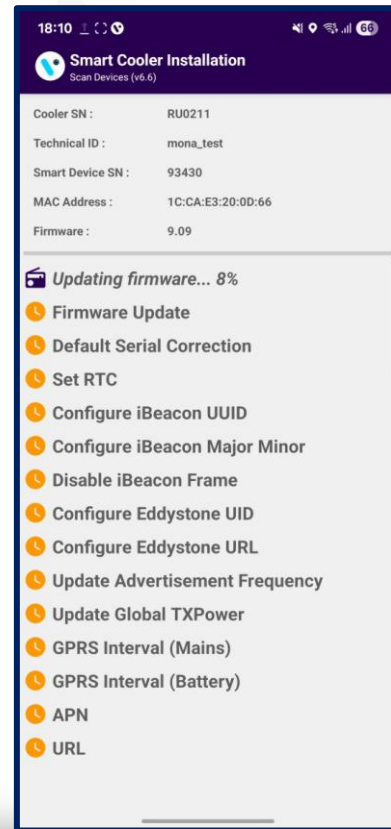 18:10
66
Smart Cooler Installation
Scan Devices (v6.6)
Cooler SN : RU0211
Technical ID : mona_test
Smart Device SN : 93430
MAC Address : 1C:CA:E3:20:0D:66
Firmware : 9.09
Updating firmware... 8%
Firmware Update
Default Serial Correction
Set RTC
Configure iBeacon UUID
Configure iBeacon Major Minor
Disable iBeacon Frame
Configure Eddystone UID
Configure Eddystone URL
Update Advertisement Frequency
Update Global TXPower
GPRS Interval (Mains)
GPRS Interval (Battery)
APN
URL